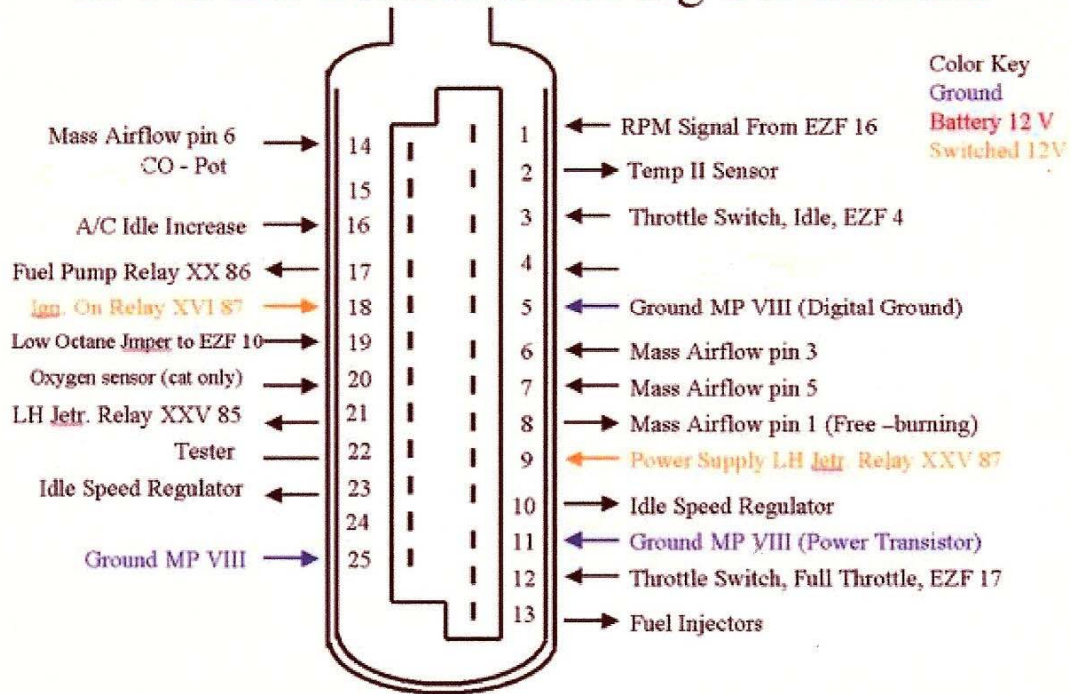 Color Key
Ground
Battery 12 V
Switched 12V
Mass Airflow pin 6
CO - Pot
A/C Idle Increase
Fuel Pump Relay XX 86
Ign. On Relay XVI 87
Low Octane Jmper to EZF 10
Oxygen sensor (cat only)
LH Jetr. Relay XXV 85
Tester
Idle Speed Regulator
Ground MP VIII
14
15
16
17
18
19
20
21
22
23
24
25
1
2
3
4
5
6
7
8
9
10
11
12
13
RPM Signal From EZF 16
Temp II Sensor
Throttle Switch, Idle, EZF 4
Ground MP VIII (Digital Ground)
Mass Airflow pin 3
Mass Airflow pin 5
Mass Airflow pin 1 (Free –burning)
Power Supply LH Jetr. Relay XXV 87
Idle Speed Regulator
Ground MP VIII (Power Transistor)
Throttle Switch, Full Throttle, EZF 17
Fuel Injectors